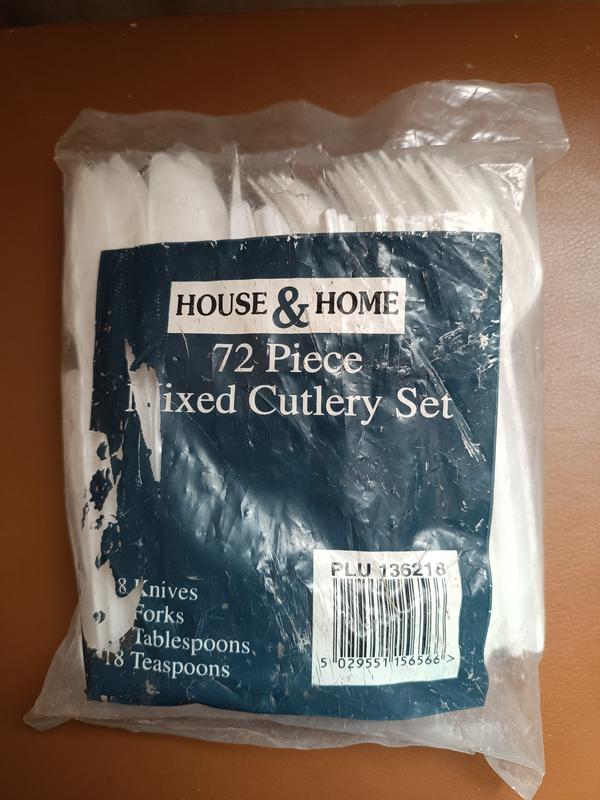 HOUSE & HOME
72 Piece
Mixed Cutlery Set
PLU 136218
8 Knives
Forks
Tablespoons
18 Teaspoons
5 029551 156566 >